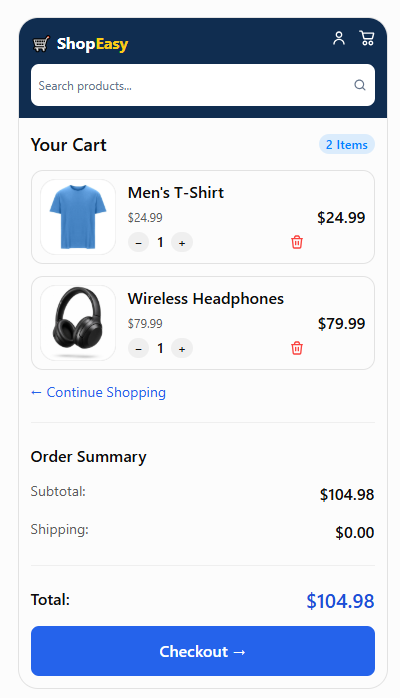 ShopEasy
Search products...
Your Cart
2 Items
Men's T-Shirt
$24.99
$24.99
− 1 +
Wireless Headphones
$79.99
$79.99
− 1 +
← Continue Shopping
Order Summary
Subtotal: $104.98
Shipping: $0.00
Total: $104.98
Checkout →